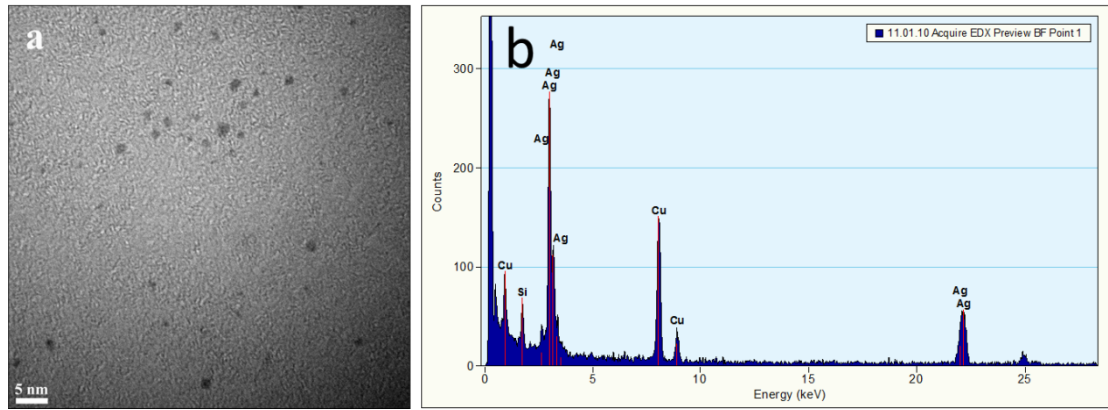 a
5 nm
b
11.01.10 Acquire EDX Preview BF Point 1
Counts
300
200
100
0
Ag
Ag
Ag
Ag
Ag
Cu
Si
Cu
Cu
Ag
Ag
0
5
10
15
20
25
Energy (keV)